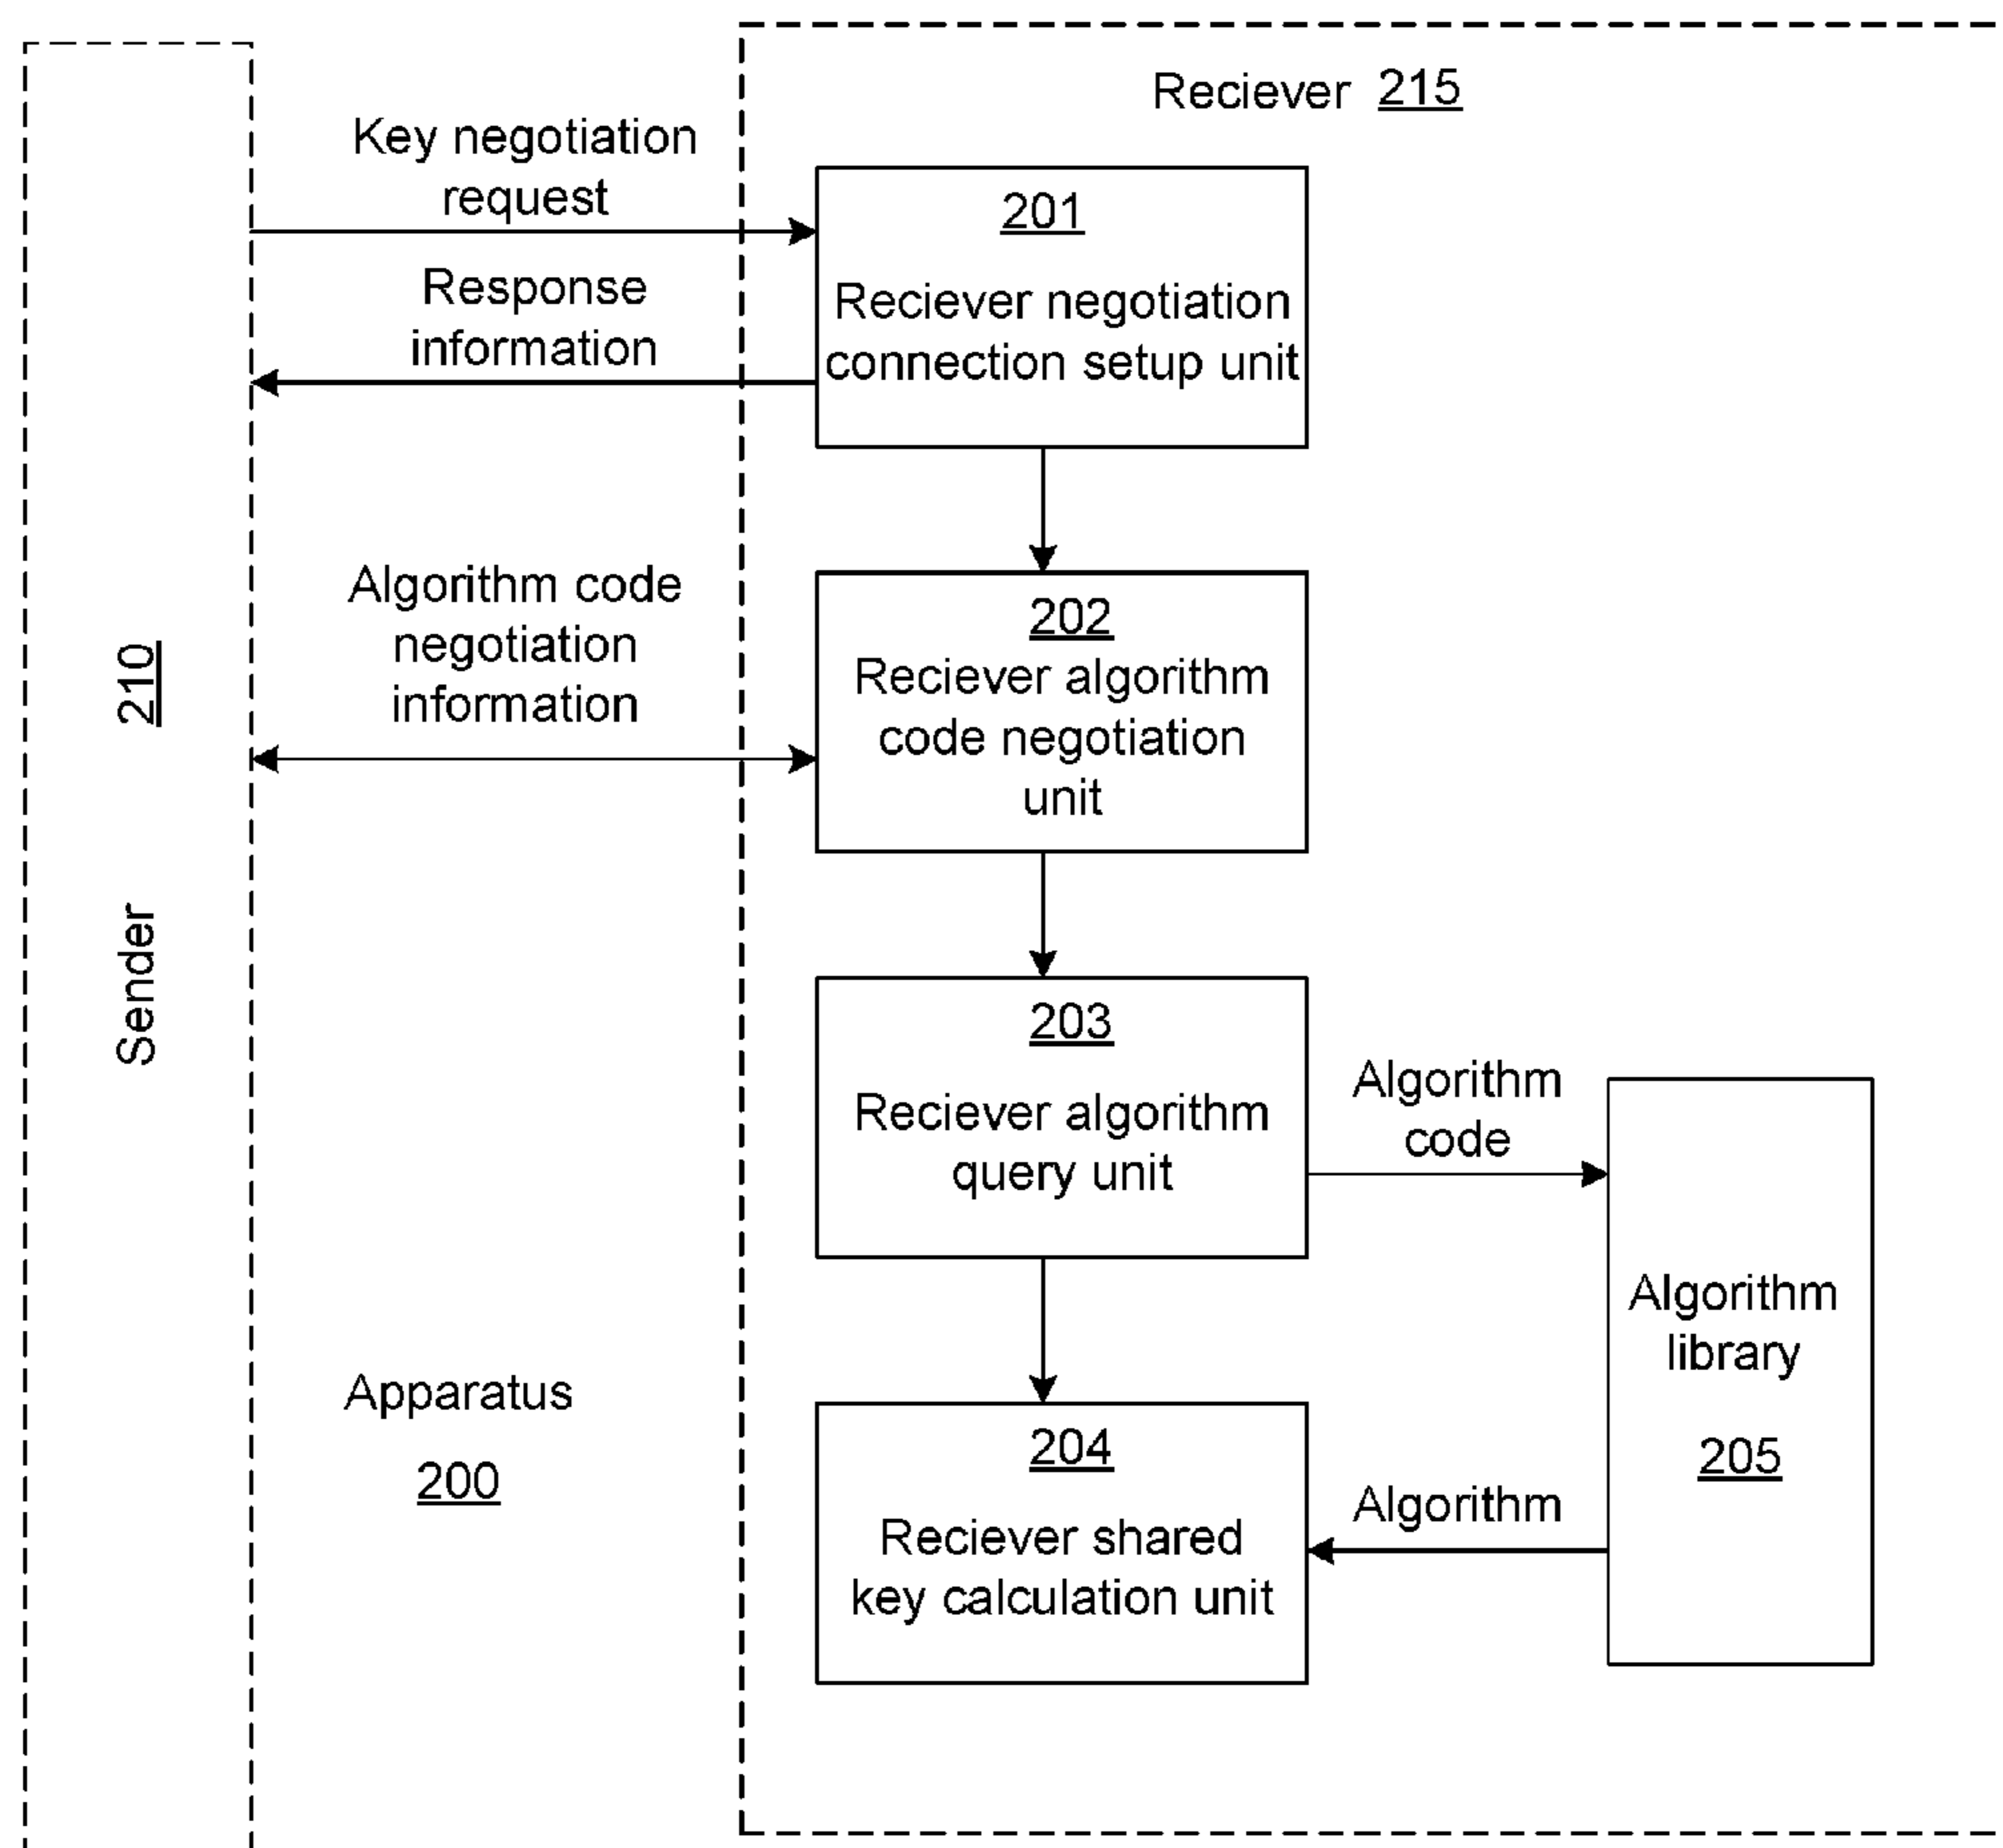 Reciever 215
Key negotiation
request
Response
information
201
Reciever negotiation
connection setup unit
Algorithm code
negotiation
information
202
Reciever algorithm
code negotiation
unit
Sender 210
203
Reciever algorithm
query unit
Algorithm
code
Algorithm
library
205
Apparatus
200
204
Reciever shared
key calculation unit
Algorithm